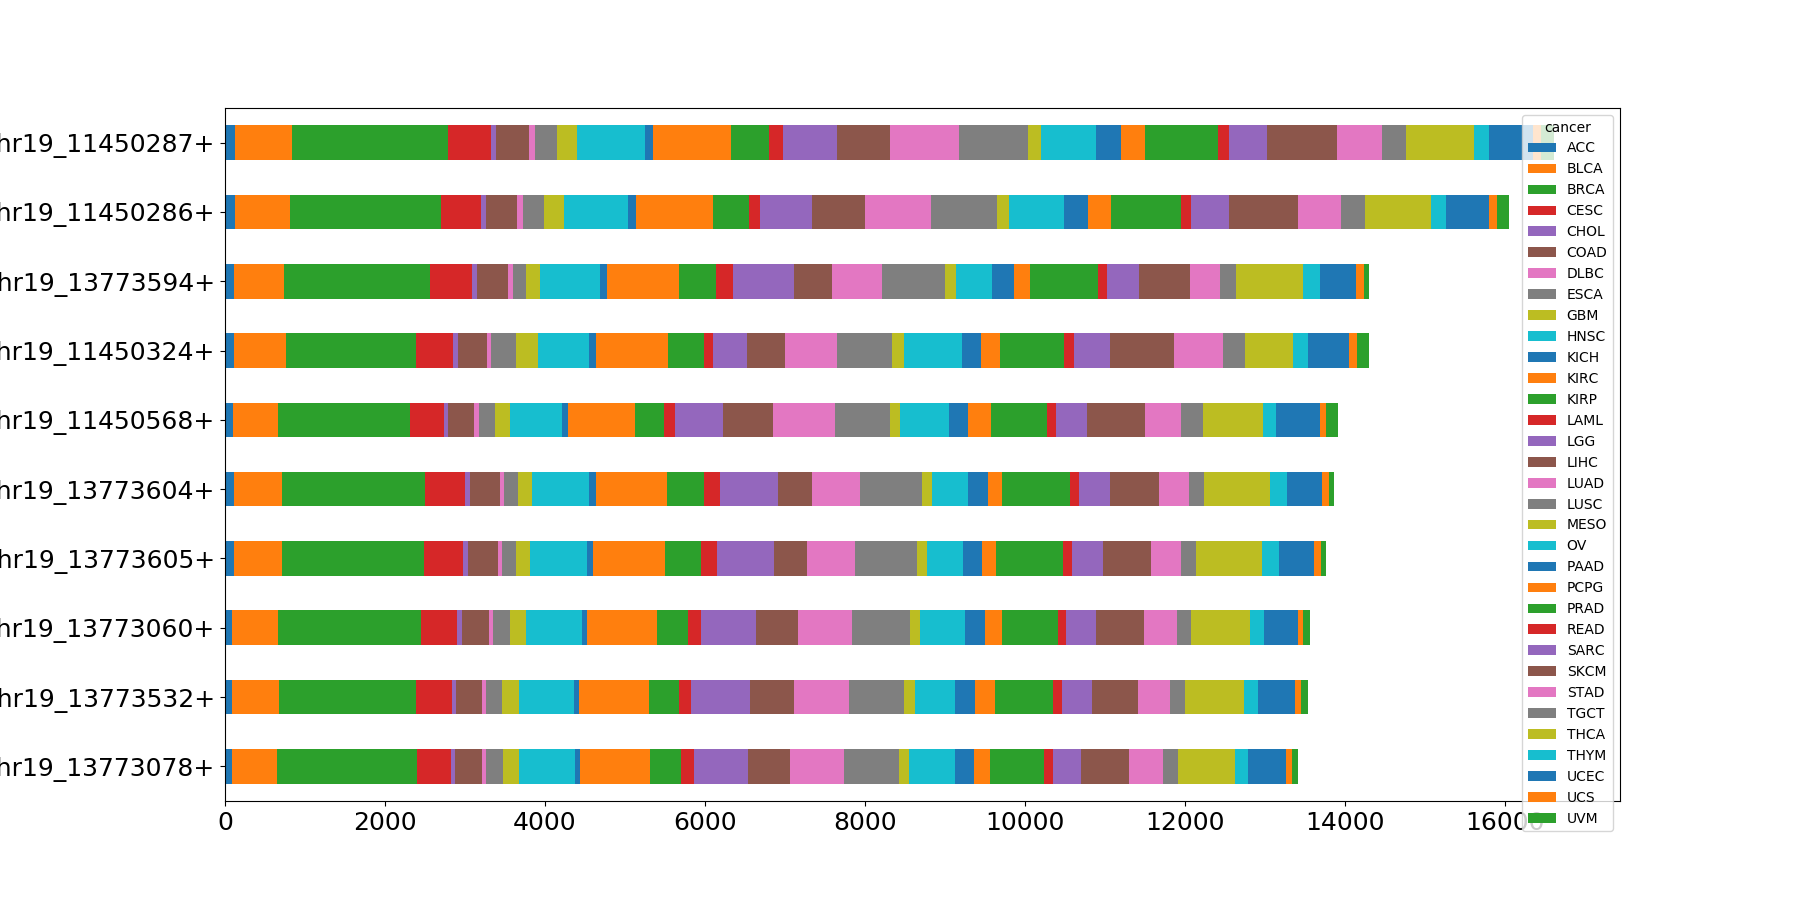 hr19_11450287+
hr19_11450286+
hr19_13773594+
hr19_11450324+
hr19_11450568+
hr19_13773604+
hr19_13773605+
hr19_13773060+
hr19_13773532+
hr19_13773078+
0 2000 4000 6000 8000 10000 12000 14000 16000
cancer
ACC
BLCA
BRCA
CESC
CHOL
COAD
DLBC
ESCA
GBM
HNSC
KICH
KIRC
KIRP
LAML
LGG
LIHC
LUAD
LUSC
MESO
OV
PAAD
PCPG
PRAD
READ
SARC
SKCM
STAD
TGCT
THCA
THYM
UCEC
UCS
UVM